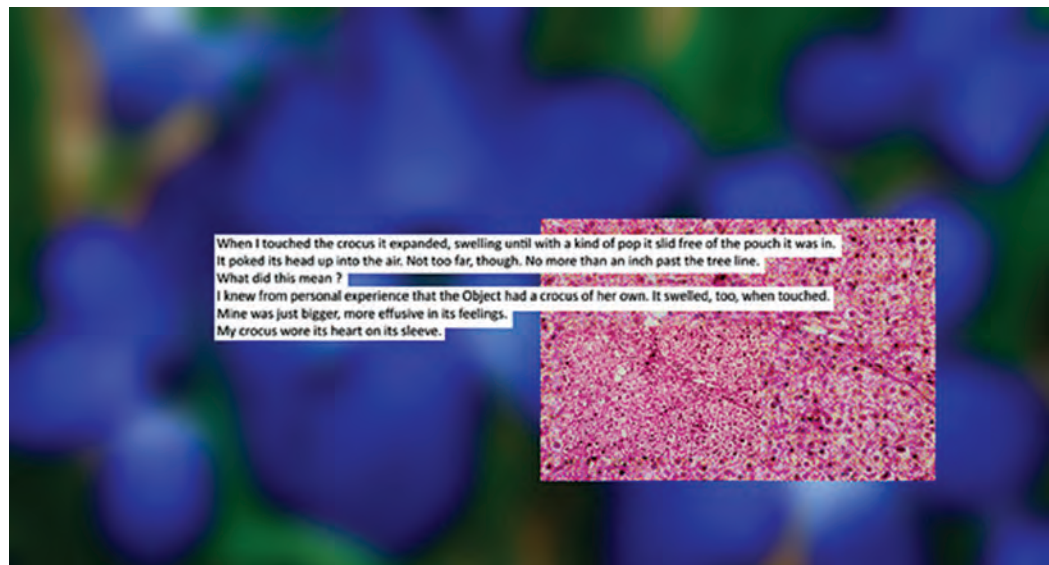 When I touched the crocus it expanded, swelling until with a kind of pop it slid free of the pouch it was in.
It poked its head up into the air. Not too far, though. No more than an inch past the tree line.
What did this mean ?
I knew from personal experience that the Object had a crocus of her own. It swelled, too, when touched.
Mine was just bigger, more effusive in its feelings.
My crocus wore its heart on its sleeve.